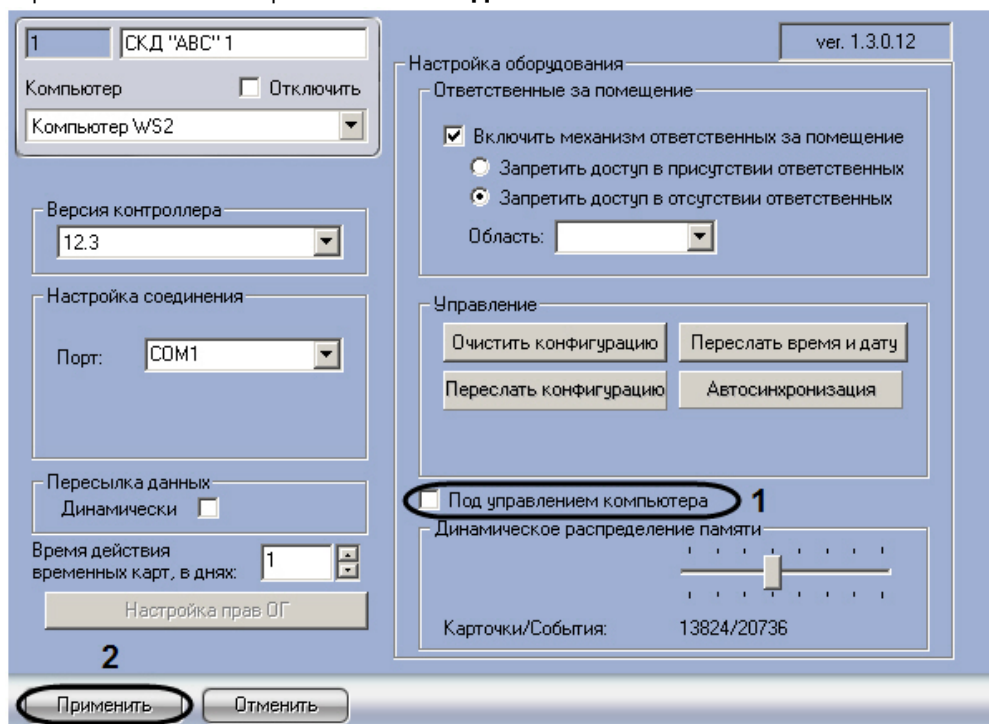 1
СКД "ABC" 1
ver. 1.3.0.12
Компьютер
Отключить
Компьютер WS2
Настройка оборудования
Ответственные за помещение
Включить механизм ответственных за помещение
Запретить доступ в присутствии ответственных
Запретить доступ в отсутствии ответственных
Область:
Версия контроллера
12.3
Настройка соединения
Порт:
COM1
Управление
Очистить конфигурацию
Переслать время и дату
Переслать конфигурацию
Автосинхронизация
Пересылка данных
Динамически
Под управлением компьютера
1
Динамическое распределение памяти
Карточки/События:
13824/20736
Время действия
временных карт, в днях:
1
Настройка прав ОГ
2
Применить
Отменить